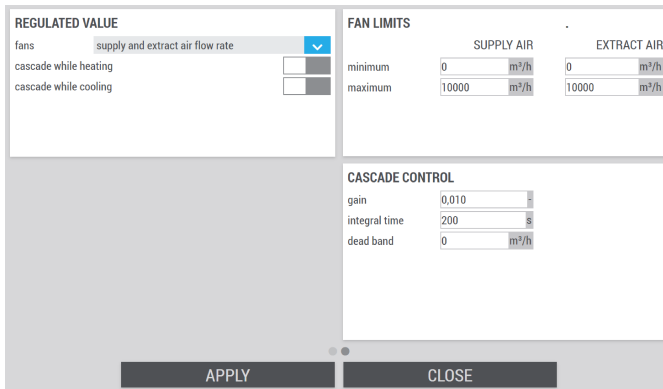 REGULATED VALUE
fans supply and extract air flow rate
cascade while heating
cascade while cooling
FAN LIMITS .
SUPPLY AIR EXTRACT AIR
minimum 0 m³/h 0 m³/h
maximum 10000 m³/h 10000 m³/h
CASCADE CONTROL
gain 0,010 -
integral time 200 s
dead band 0 m³/h
APPLY CLOSE